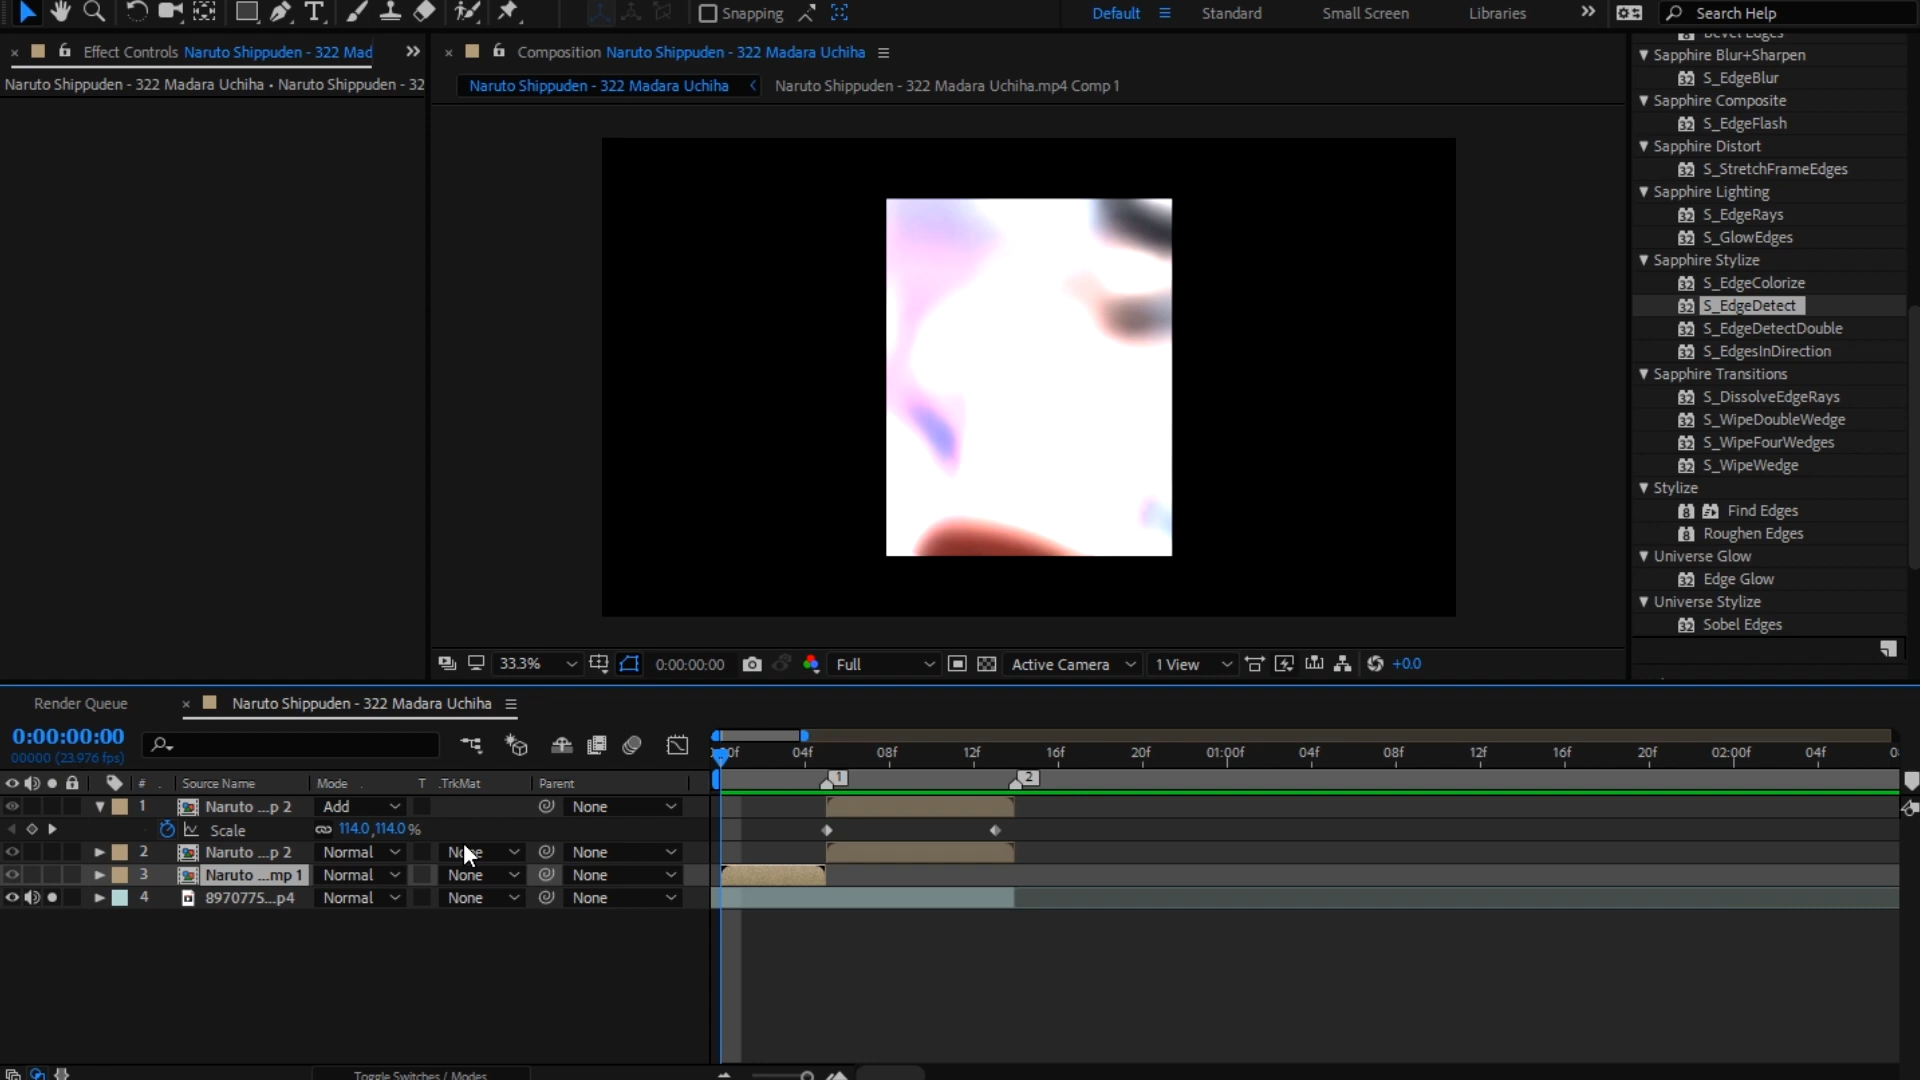 Snapping
Default
Standard
Small Screen
Libraries
Search Help
Effect Controls Naruto Shippuden - 322 Mad
Composition Naruto Shippuden - 322 Madara Uchiha
Naruto Shippuden - 322 Madara Uchiha • Naruto Shippuden - 32
Naruto Shippuden - 322 Madara Uchiha
Naruto Shippuden - 322 Madara Uchiha.mp4 Comp 1
Bevel Edges
Sapphire Blur+Sharpen
S_EdgeBlur
Sapphire Composite
S_EdgeFlash
Sapphire Distort
S_StretchFrameEdges
Sapphire Lighting
S_EdgeRays
S_GlowEdges
Sapphire Stylize
S_EdgeColorize
S_EdgeDetect
S_EdgeDetectDouble
S_EdgesInDirection
Sapphire Transitions
S_DissolveEdgeRays
S_WipeDoubleWedge
S_WipeFourWedges
S_WipeWedge
Stylize
Find Edges
Roughen Edges
Universe Glow
Edge Glow
Universe Stylize
Sobel Edges
33.3%
0:00:00:00
Full
Active Camera
1 View
+0.0
Render Queue
Naruto Shippuden - 322 Madara Uchiha
0:00:00:00
00000 (23.976 fps)
04f 08f 12f 16f 20f 01:00f 04f 08f 12f 16f 20f 02:00f 04f
# Source Name Mode T .TrkMat Parent
1 2
1 Naruto ...p 2 Add None
Scale 114.0,114.0%
2 Naruto ...p 2 Normal None
3 Naruto ...mp 1 Normal None None
4 8970775...p4 Normal None None
Toggle Switches / Modes